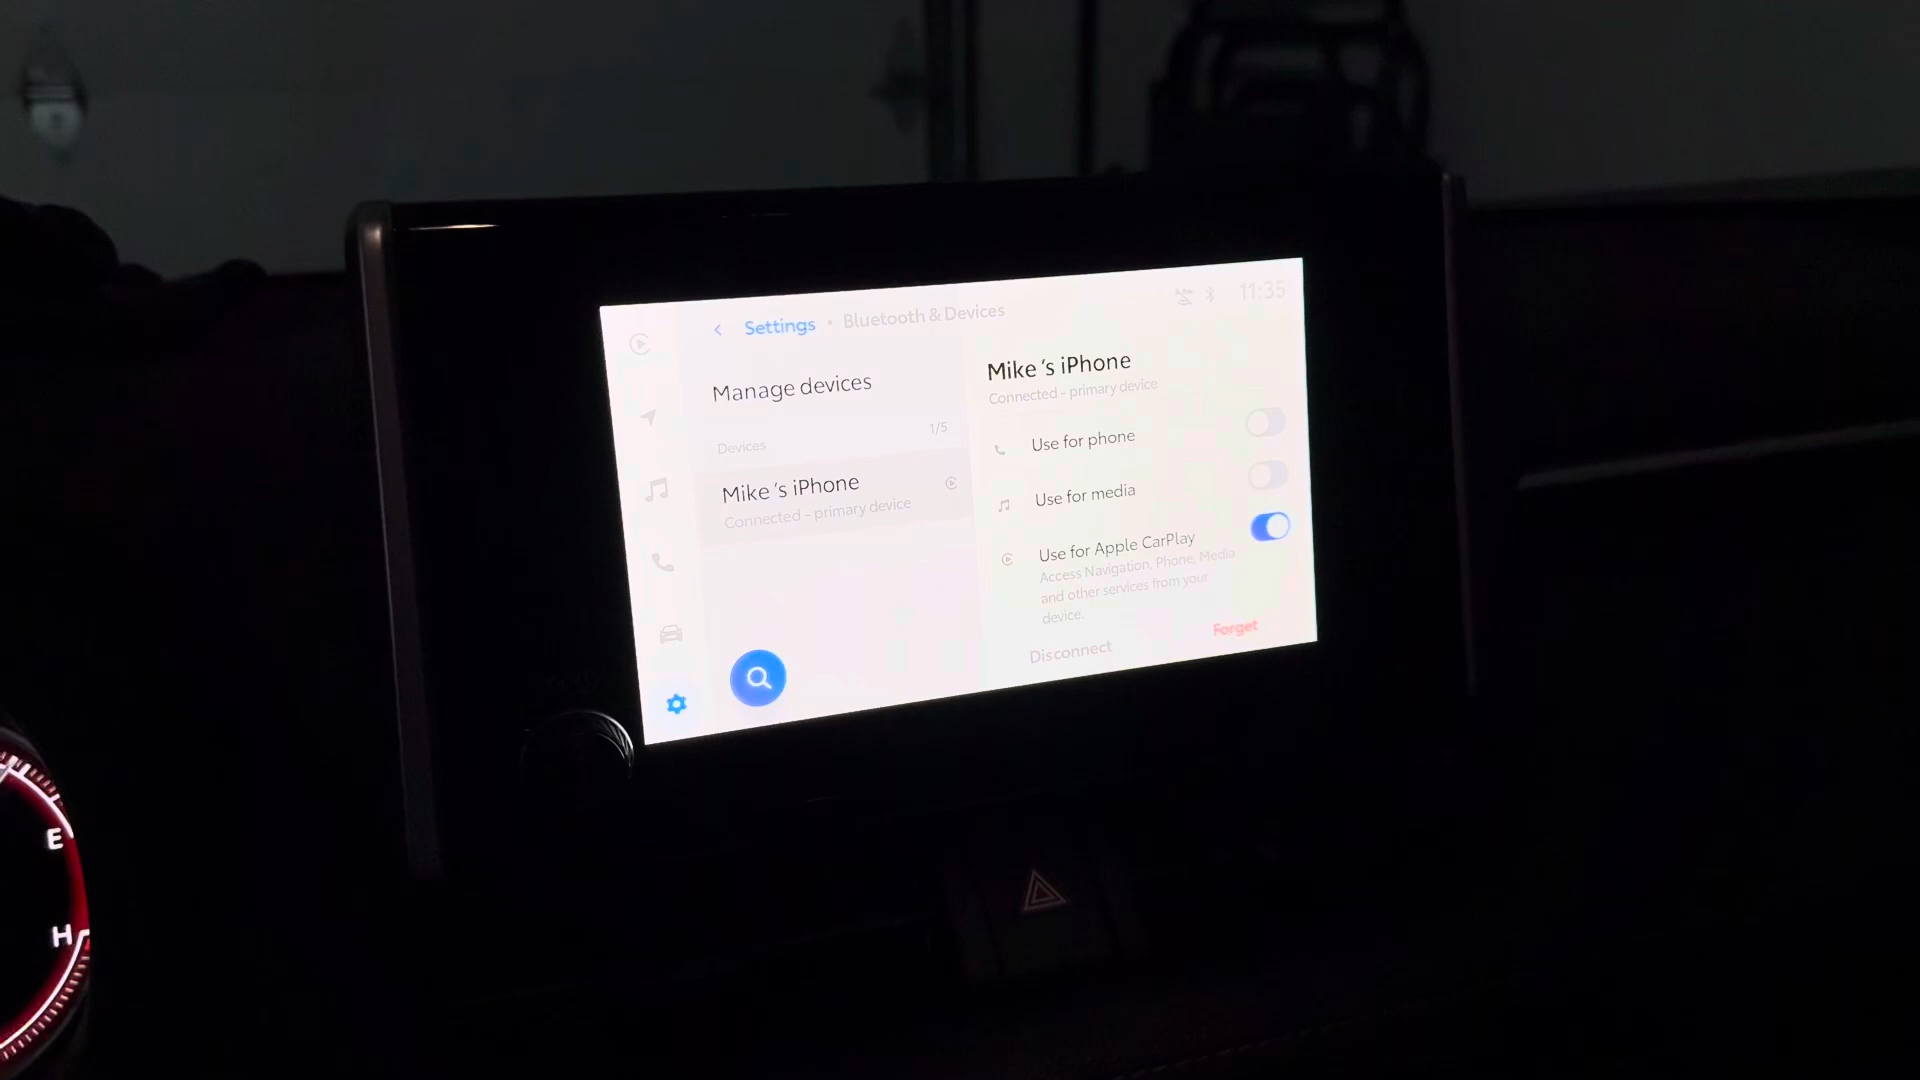 Settings • Bluetooth & Devices
11:35
Manage devices
Devices 1/5
Mike 's iPhone
Connected - primary device
Mike 's iPhone
Connected - primary device
Use for phone
Use for media
Use for Apple CarPlay
Access Navigation, Phone, Media
and other services from your
device.
Disconnect
Forget
E
H